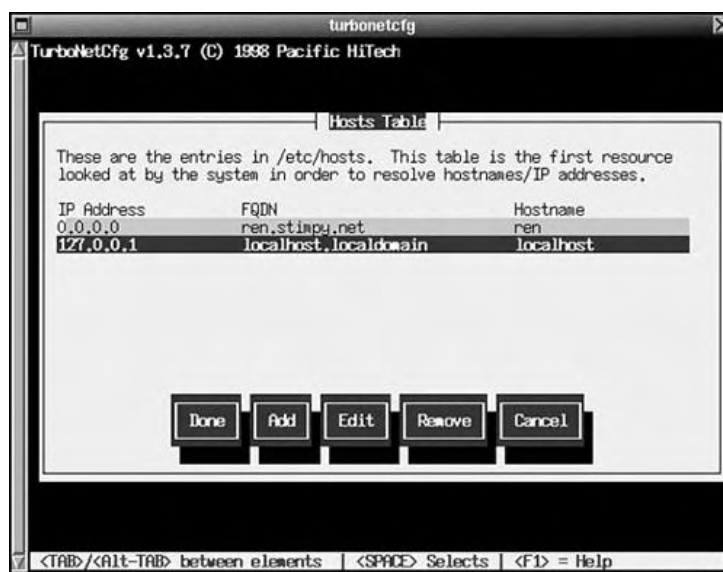 turbonetcfg
TurboNetCfg v1.3.7 (C) 1998 Pacific HiTech
Hosts Table
These are the entries in /etc/hosts. This table is the first resource
looked at by the system in order to resolve hostnames/IP addresses.
IP Address FQDN Hostname
0.0.0.0 ren.stimpy.net ren
127.0.0.1 localhost.localdomain localhost
Done Add Edit Remove Cancel
<TAB>/<Alt-TAB> between elements | <SPACE> Selects | <F1> = Help